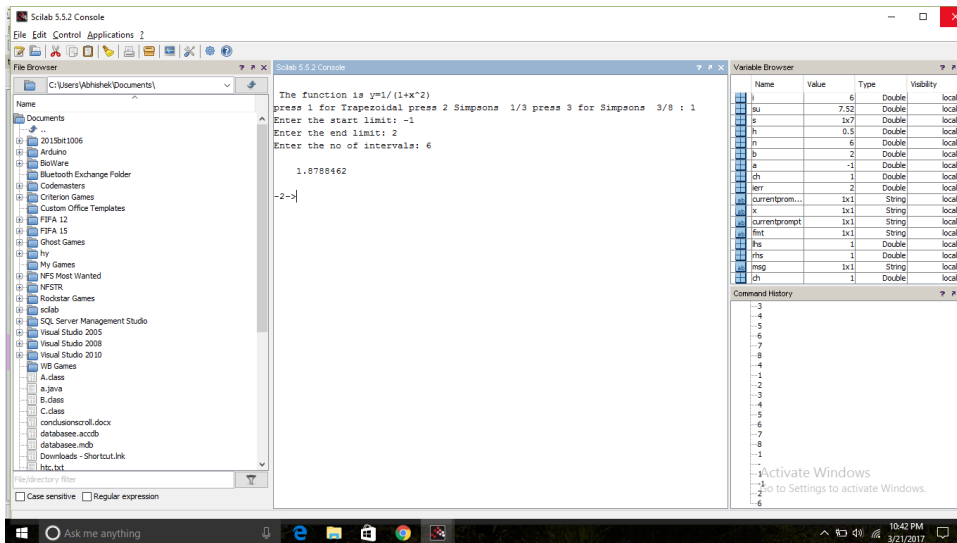 Scilab 5.5.2 Console
File Edit Control Applications ?
File Browser ? ↗ X
C:\Users\Abhishek\Documents\
Name
Documents
..
2015bit1006
Arduino
BioWare
Bluetooth Exchange Folder
Codemasters
Criterion Games
Custom Office Templates
FIFA 12
FIFA 15
Ghost Games
hy
My Games
NFS Most Wanted
NFSTR
Rockstar Games
scilab
SQL Server Management Studio
Visual Studio 2005
Visual Studio 2008
Visual Studio 2010
WB Games
A.class
a.java
B.class
C.class
conclusionscroll.docx
databasee.accdb
databasee.mdb
Downloads - Shortcut.lnk
htc.txt
File/directory filter
Case sensitive Regular expression
Scilab 5.5.2 Console ? ↗ X
The function is y=1/(1+x^2)
press 1 for Trapezoidal press 2 Simpsons 1/3 press 3 for Simpsons 3/8 : 1
Enter the start limit: -1
Enter the end limit: 2
Enter the no of intervals: 6
1.8788462
-2->
Variable Browser ? ↗
Name Value Type Visibility
i 6 Double local
su 7.52 Double local
s 1x7 Double local
h 0.5 Double local
n 6 Double local
b 2 Double local
a -1 Double local
ch 1 Double local
ierr 2 Double local
currentprom... 1x1 String local
x 1x1 String local
currentprompt 1x1 String local
fmt 1x1 String local
lhs 1 Double local
rhs 1 Double local
msg 1x1 String local
ch 1 Double local
Command History ? ↗
3
4
5
6
7
8
4
1
2
3
4
5
6
7
8
1
1
-1
2
6
Activate Windows
Go to Settings to activate Windows.
Ask me anything
10:42 PM
3/21/2017